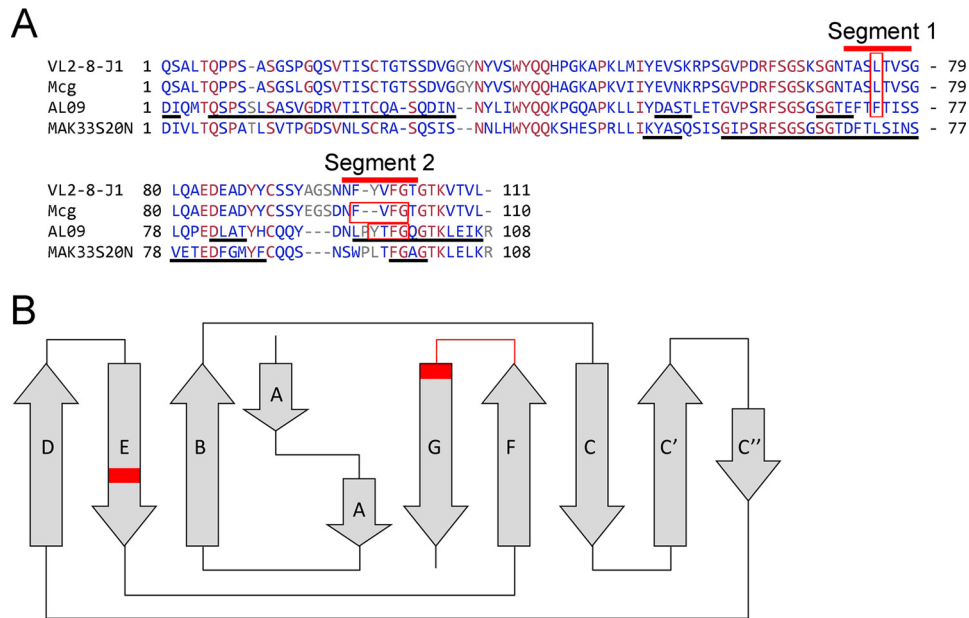 A
Segment 1
VL2-8-J1 1 QSALTQPPS-ASGSPGQSVTISCTGTSSDVGGYNYVSWYQQHPGKAPKLMIYEVSKRPSGVPDRFSGSKSGNTASLTVSG - 79
Mcg 1 QSALTQPPS-ASGSLGQSVTISCTGTSSDVGGYNYVSWYQQHAGKAPKVIIYEVNKRPSGVPDRFSGSKSGNTASLTVSG - 79
AL09 1 DIQMTQSPSSLSASVGDRVTITCQA-SQDIN--NYLIWYQQKPGQAPKLLIYDASTLETGVPSRFSGSGSGTEFTFTISS - 77
MAK33S20N 1 DIVLTQSPATLSVTPGDSVNLSCRA-SQSIS--NNLHWYQQKSHESPRLLIKYASQSISGIPSRFSGSGSGTDFTLSINS - 77
Segment 2
VL2-8-J1 80 LQAEDEADYYCSSYAGSNNF-YVFGTGTKVTVL- 111
Mcg 80 LQAEDEADYYCSSYEGSDNF--VFGTGTKVTVL- 110
AL09 78 LQPEDLATYHCQQY---DNLPYTFGQGTKLEIKR 108
MAK33S20N 78 VETEDFGMYFCQQS---NSWPLTFGAGTKLELKR 108
B
D E B A A G F C C' C''